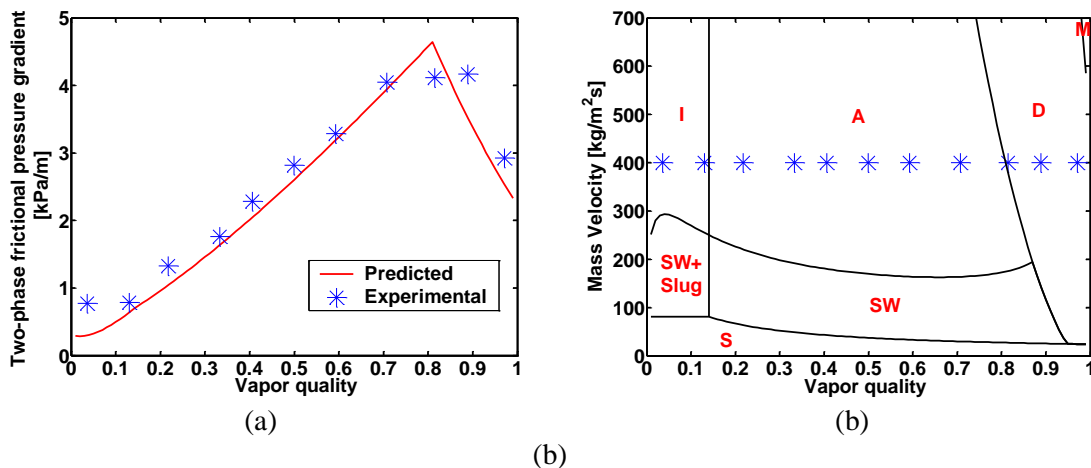 Two-phase frictional pressure gradient
[kPa/m]
5
4
3
2
1
0
0 0.1 0.2 0.3 0.4 0.5 0.6 0.7 0.8 0.9 1
Vapor quality
Predicted
Experimental
(a)
Mass Velocity [kg/m²s]
700
600
500
400
300
200
100
0
0 0.1 0.2 0.3 0.4 0.5 0.6 0.7 0.8 0.9 1
Vapor quality
M
I
A
D
SW+
Slug
SW
S
(b)
(b)